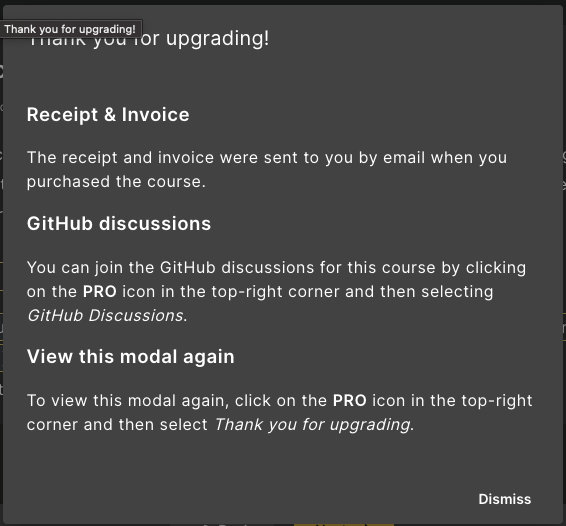 Thank you for upgrading!
Thank you for upgrading!
Receipt & Invoice
The receipt and invoice were sent to you by email when you
purchased the course.
GitHub discussions
You can join the GitHub discussions for this course by clicking
on the PRO icon in the top-right corner and then selecting
GitHub Discussions.
View this modal again
To view this modal again, click on the PRO icon in the top-right
corner and then select Thank you for upgrading.
Dismiss